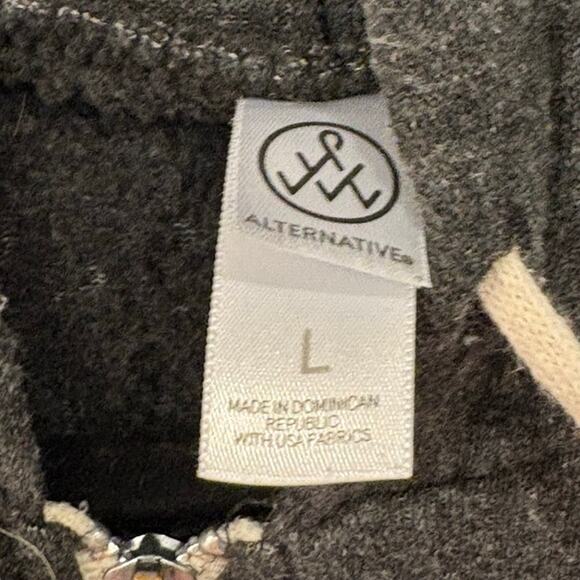 ALTERNATIVE®
L
MADE IN DOMINICAN
REPUBLIC
WITH USA FABRICS